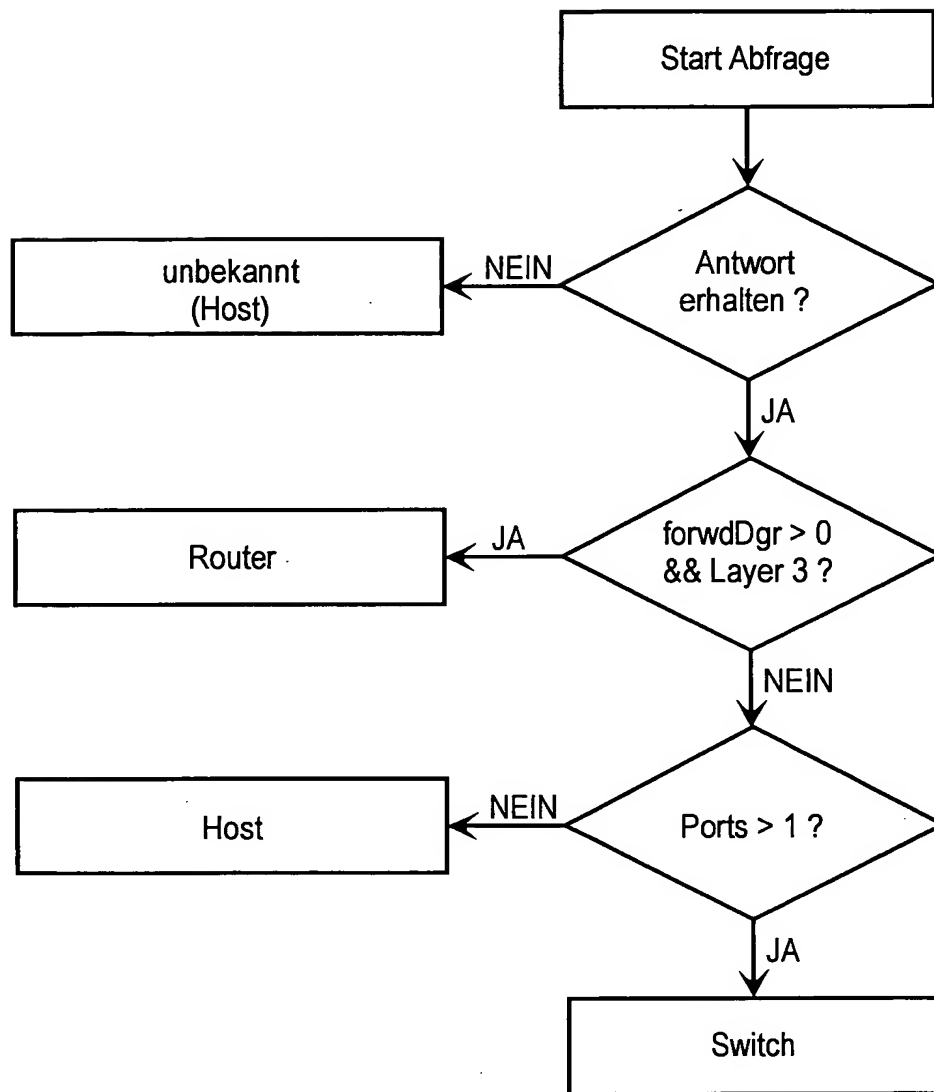 Start Abfrage
Antwort
erhalten ?
NEIN
unbekannt
(Host)
JA
forwdDgr > 0
&& Layer 3 ?
JA
Router
NEIN
Ports > 1 ?
NEIN
Host
JA
Switch